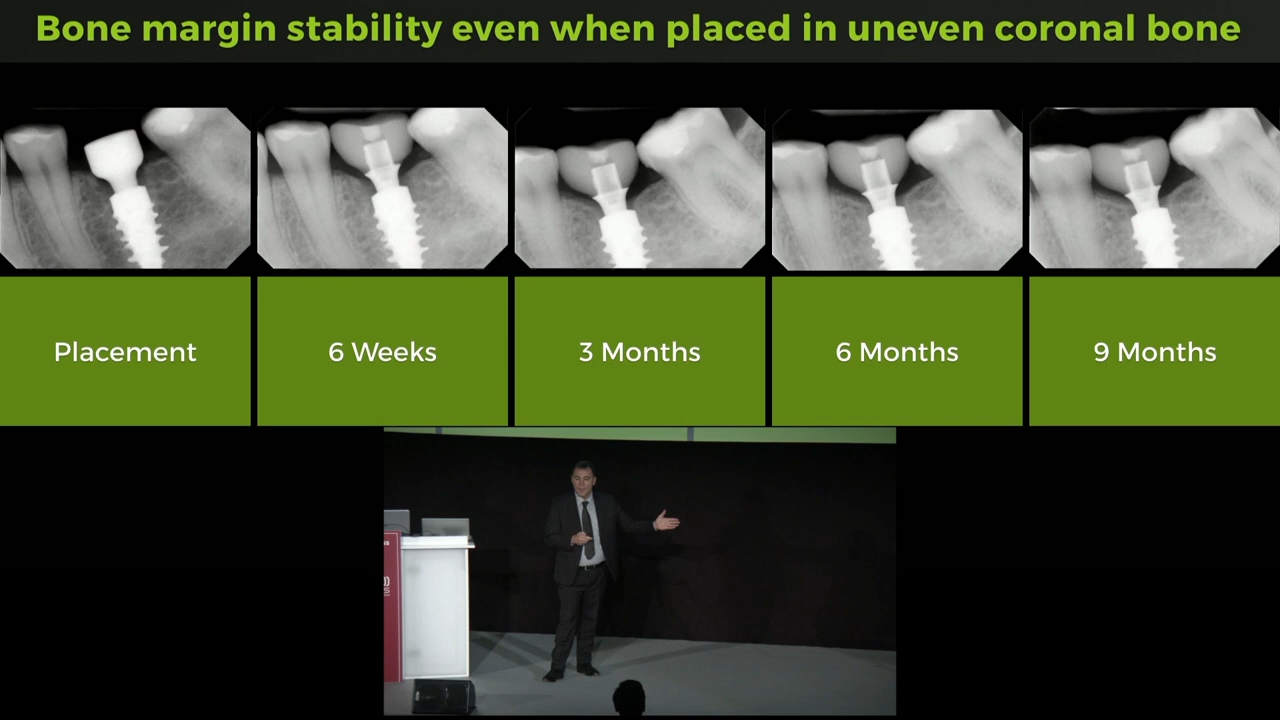 Bone margin stability even when placed in uneven coronal bone
Placement
6 Weeks
3 Months
6 Months
9 Months